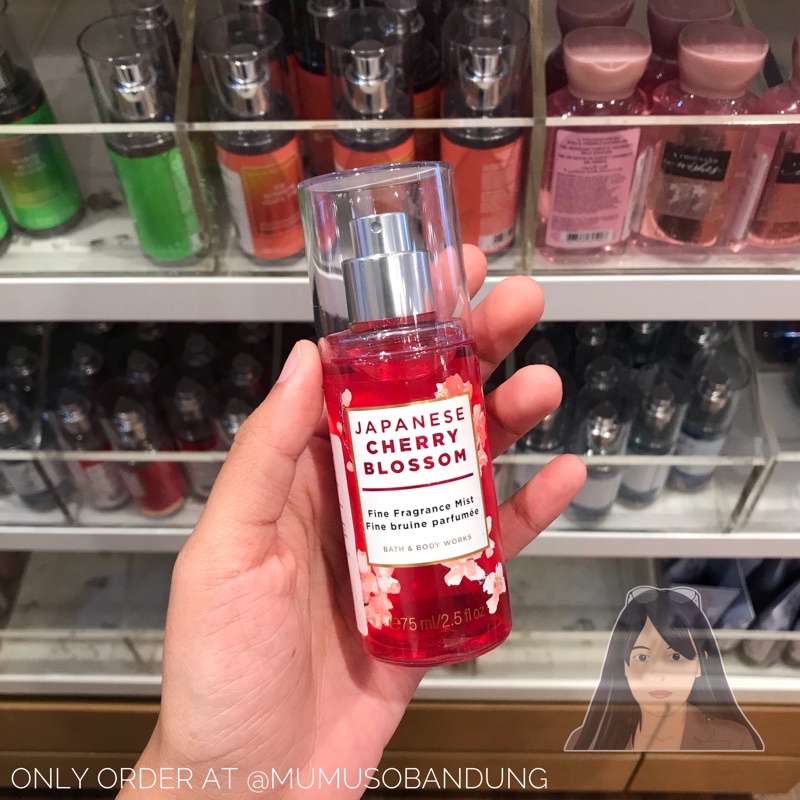 JAPANESE
CHERRY
BLOSSOM
Fine Fragrance Mist
Fine bruine parfumée
BATH & BODY WORKS
e75 ml/2.5 fl oz
ONLY ORDER AT @MUMUSOBANDUNG